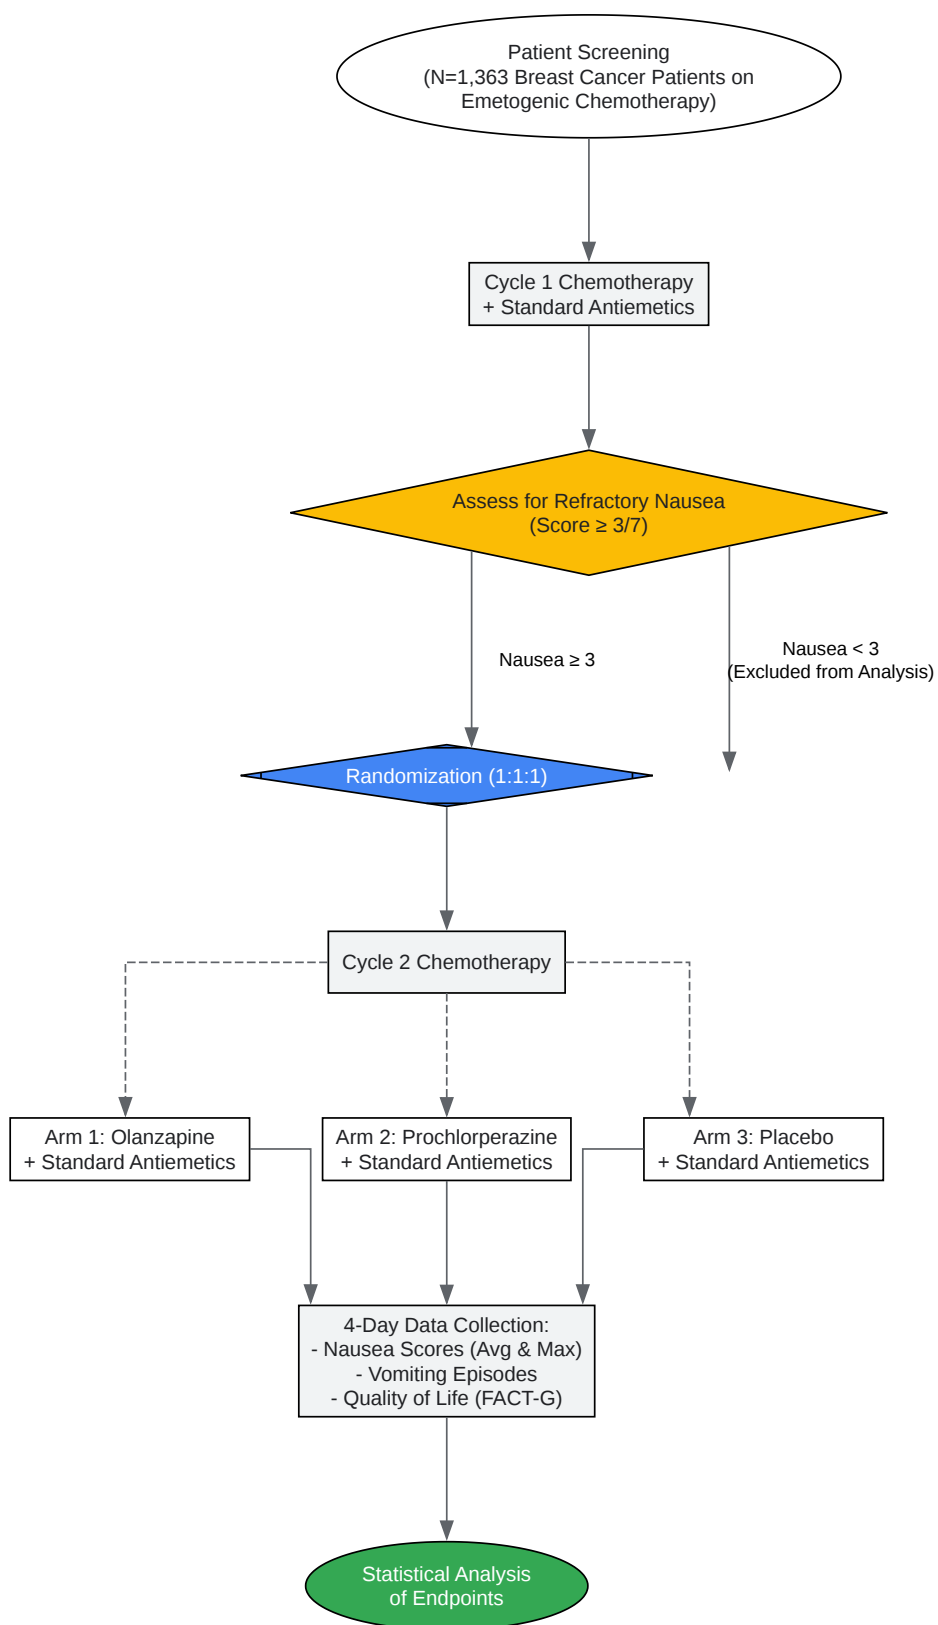 Patient Screening
(N=1,363 Breast Cancer Patients on
Emetogenic Chemotherapy)
Cycle 1 Chemotherapy
+ Standard Antiemetics
Assess for Refractory Nausea
(Score ≥ 3/7)
Nausea ≥ 3
Nausea < 3
(Excluded from Analysis)
Randomization (1:1:1)
Cycle 2 Chemotherapy
Arm 1: Olanzapine
+ Standard Antiemetics
Arm 2: Prochlorperazine
+ Standard Antiemetics
Arm 3: Placebo
+ Standard Antiemetics
4-Day Data Collection:
- Nausea Scores (Avg & Max)
- Vomiting Episodes
- Quality of Life (FACT-G)
Statistical Analysis
of Endpoints